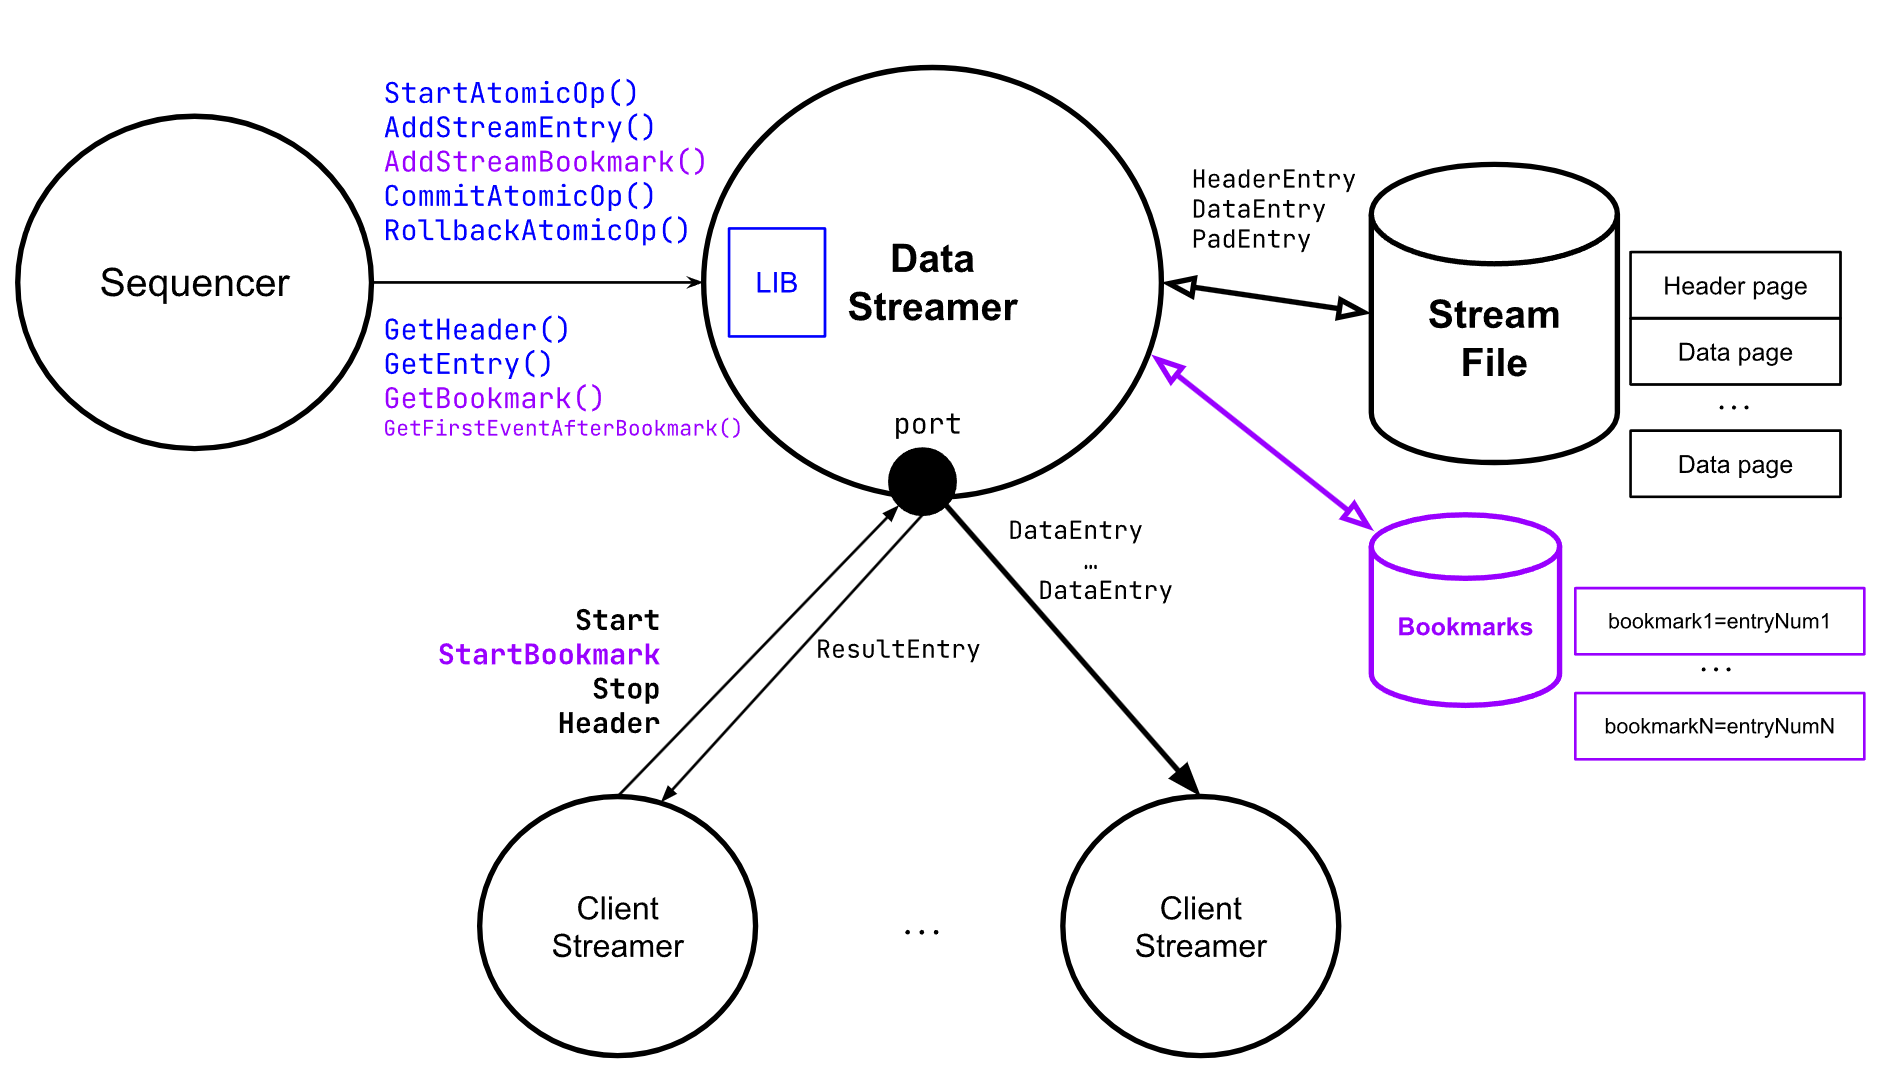 StartAtomicOp()
AddStreamEntry()
AddStreamBookmark()
CommitAtomicOp()
RollbackAtomicOp()
Sequencer
GetHeader()
GetEntry()
GetBookmark()
GetFirstEventAfterBookmark()
LIB
Data
Streamer
port
HeaderEntry
DataEntry
PadEntry
Stream
File
Header page
Data page
...
Data page
Bookmarks
bookmark1=entryNum1
...
bookmarkN=entryNumN
DataEntry
…
DataEntry
Start
StartBookmark
Stop
Header
ResultEntry
Client
Streamer
...
Client
Streamer